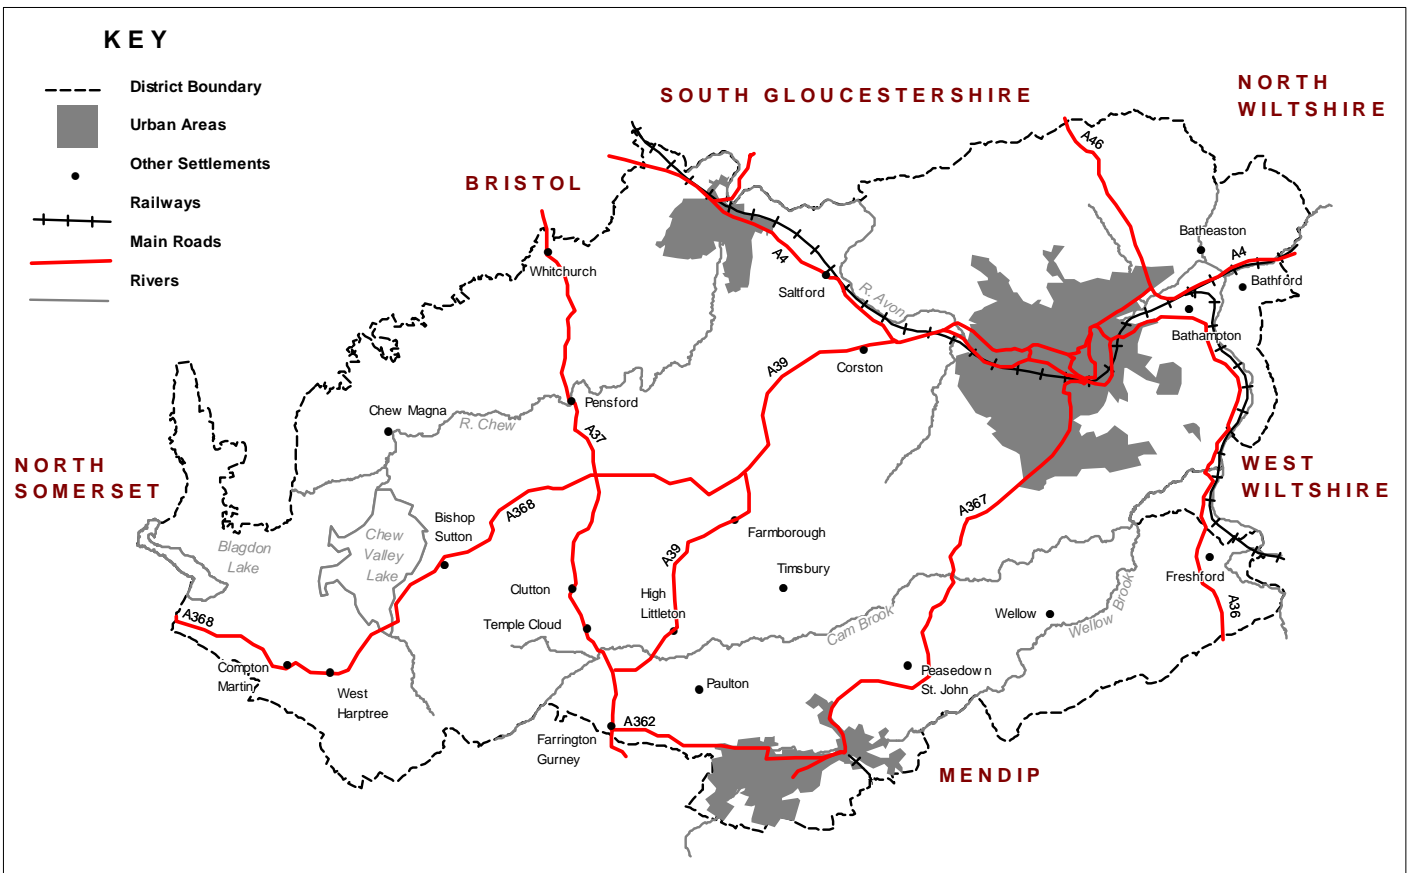 KEY
District Boundary
Urban Areas
Other Settlements
Railways
Main Roads
Rivers
SOUTH GLOUCESTERSHIRE
NORTH
WILTSHIRE
BRISTOL
A46
Whitchurch
Batheaston
A4
A4
Bathford
Saltford
R. Avon
Bathampton
Corston
A39
Chew Magna
Pensford
R. Chew
A37
NORTH
SOMERSET
WEST
WILTSHIRE
A368
A367
Bishop
Sutton
Chew
Valley
Lake
Blagdon
Lake
Farmborough
A39
Timsbury
Freshford
Clutton
High
Littleton
A36
Wellow
Wellow Brook
Cam Brook
A368
Temple Cloud
Compton
Martin
West
Harptree
Peasedown
St. John
Paulton
A362
Farrington
Gurney
MENDIP